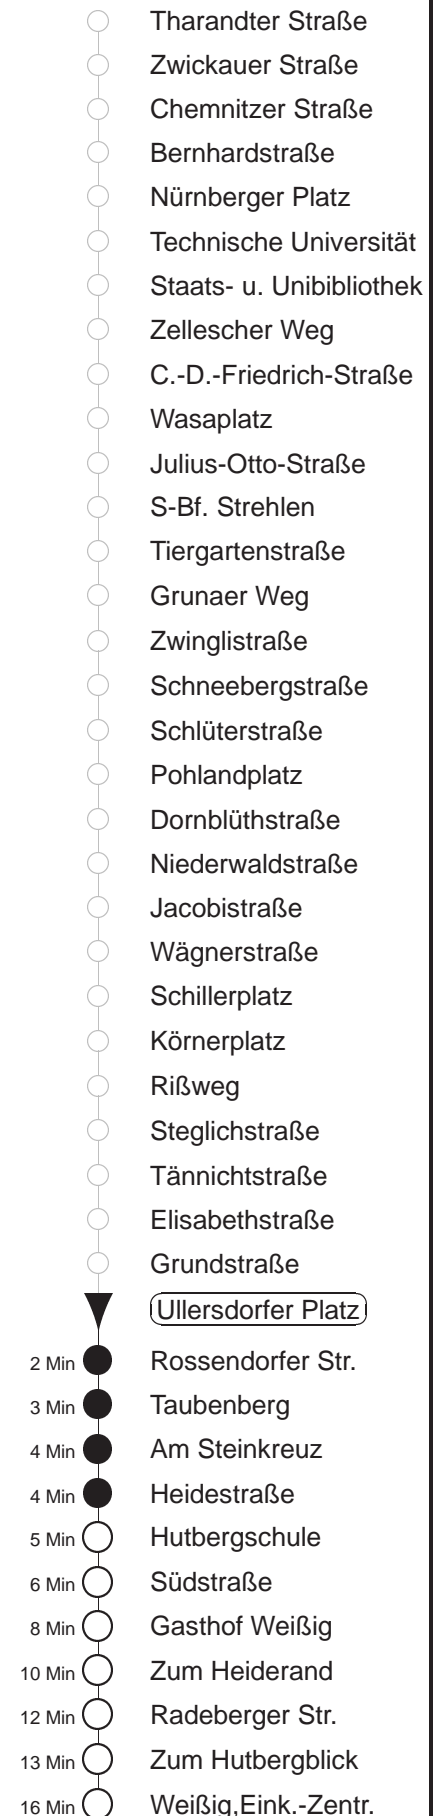 Tharandter Straße
Zwickauer Straße
Chemnitzer Straße
Bernhardstraße
Nürnberger Platz
Technische Universität
Staats- u. Unibibliothek
Zellescher Weg
C.-D.-Friedrich-Straße
Wasaplatz
Julius-Otto-Straße
S-Bf. Strehlen
Tiergartenstraße
Grunaer Weg
Zwinglistraße
Schneebergstraße
Schlüterstraße
Pohlandplatz
Dornblüthstraße
Niederwaldstraße
Jacobistraße
Wägnerstraße
Schillerplatz
Körnerplatz
Rißweg
Steglichstraße
Tännichtstraße
Elisabethstraße
Grundstraße
Ullersdorfer Platz
2 Min Rossendorfer Str.
3 Min Taubenberg
4 Min Am Steinkreuz
4 Min Heidestraße
5 Min Hutbergschule
6 Min Südstraße
8 Min Gasthof Weißig
10 Min Zum Heiderand
12 Min Radeberger Str.
13 Min Zum Hutbergblick
16 Min Weißig,Eink.-Zentr.